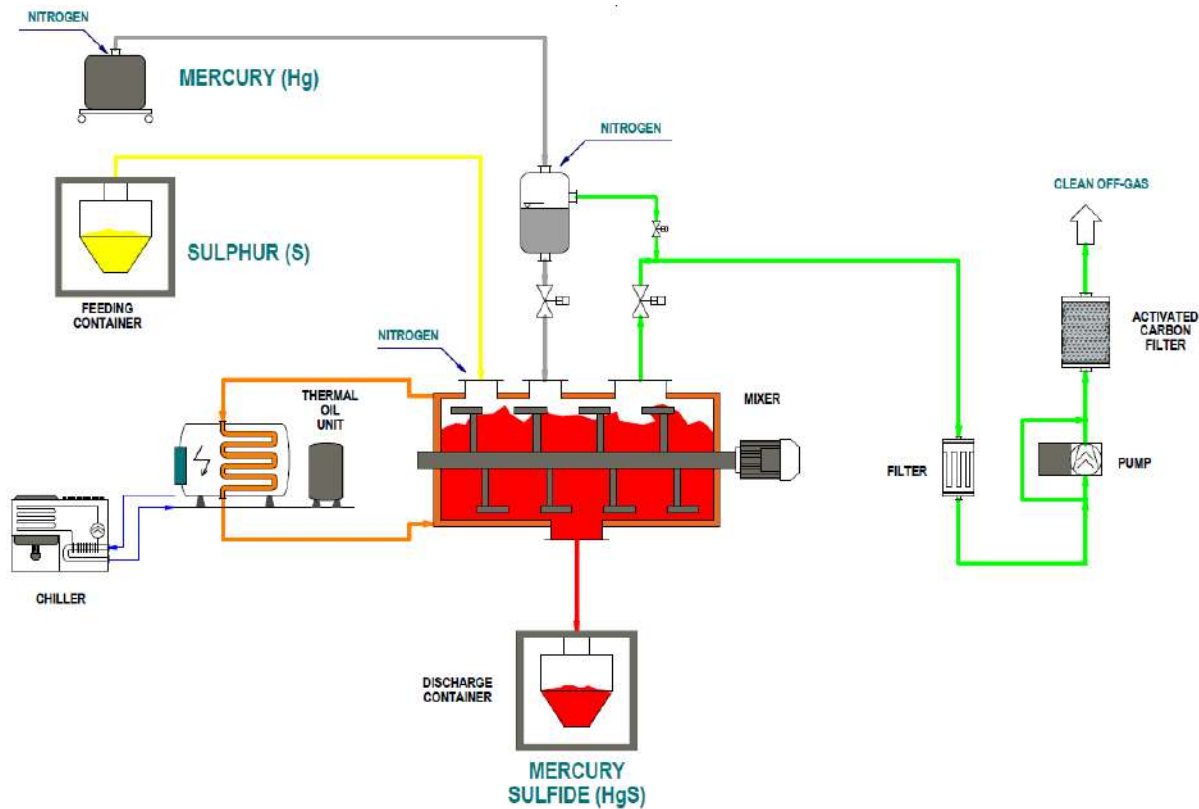 NITROGEN
MERCURY (Hg)
NITROGEN
CLEAN OFF-GAS
SULPHUR (S)
FEEDING
CONTAINER
ACTIVATED
CARBON
FILTER
NITROGEN
THERMAL
OIL
UNIT
MIXER
FILTER
PUMP
CHILLER
DISCHARGE
CONTAINER
MERCURY
SULFIDE (HgS)